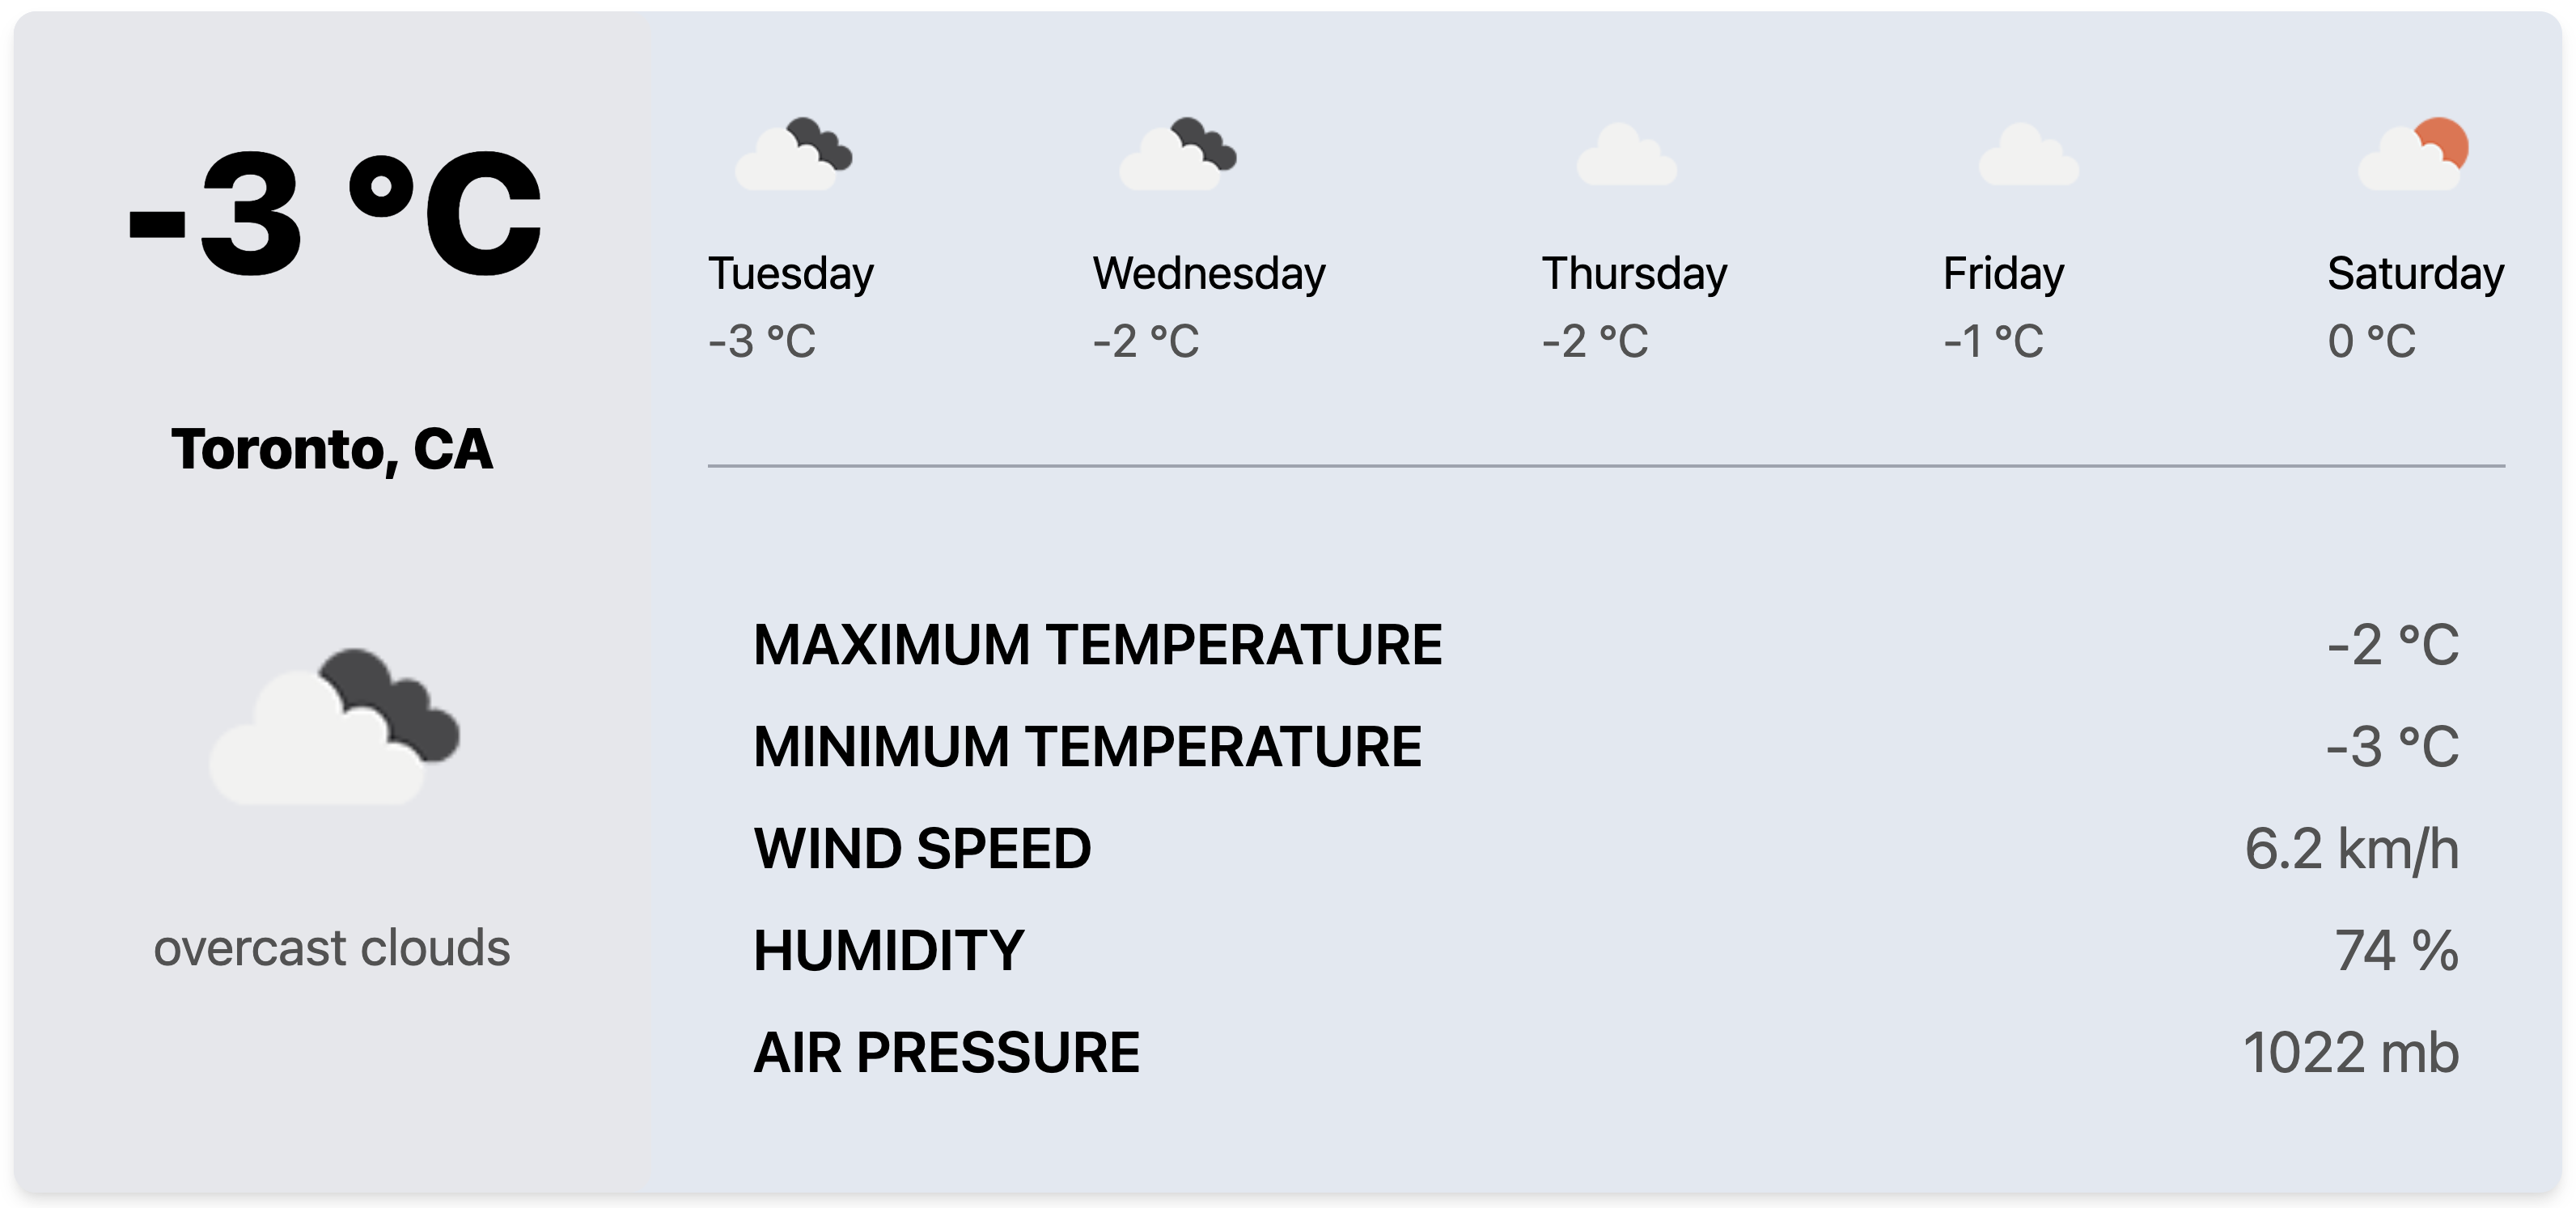 -3 °C
Toronto, CA
overcast clouds
Tuesday
-3 °C
Wednesday
-2 °C
Thursday
-2 °C
Friday
-1 °C
Saturday
0 °C
MAXIMUM TEMPERATURE -2 °C
MINIMUM TEMPERATURE -3 °C
WIND SPEED 6.2 km/h
HUMIDITY 74 %
AIR PRESSURE 1022 mb